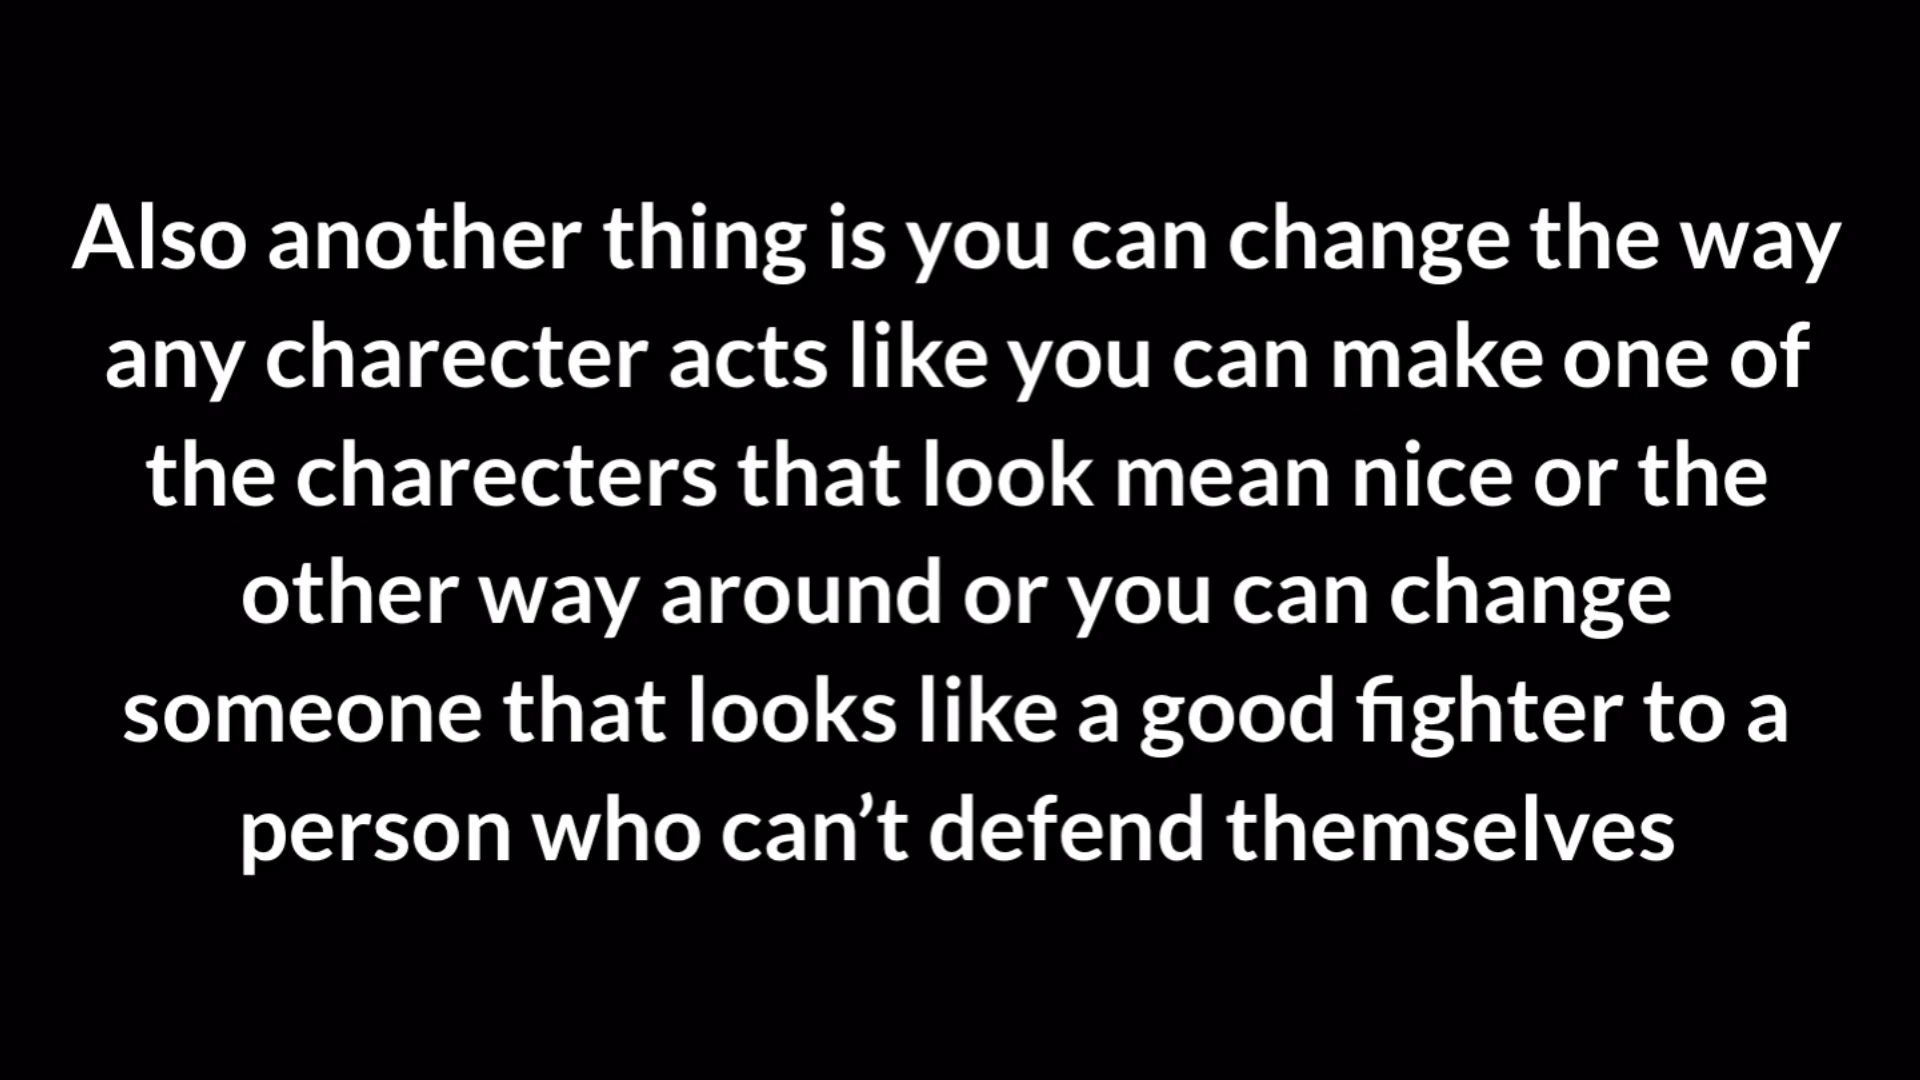 Also another thing is you can change the way
any charecter acts like you can make one of
the charecters that look mean nice or the
other way around or you can change
someone that looks like a good fighter to a
person who can’t defend themselves